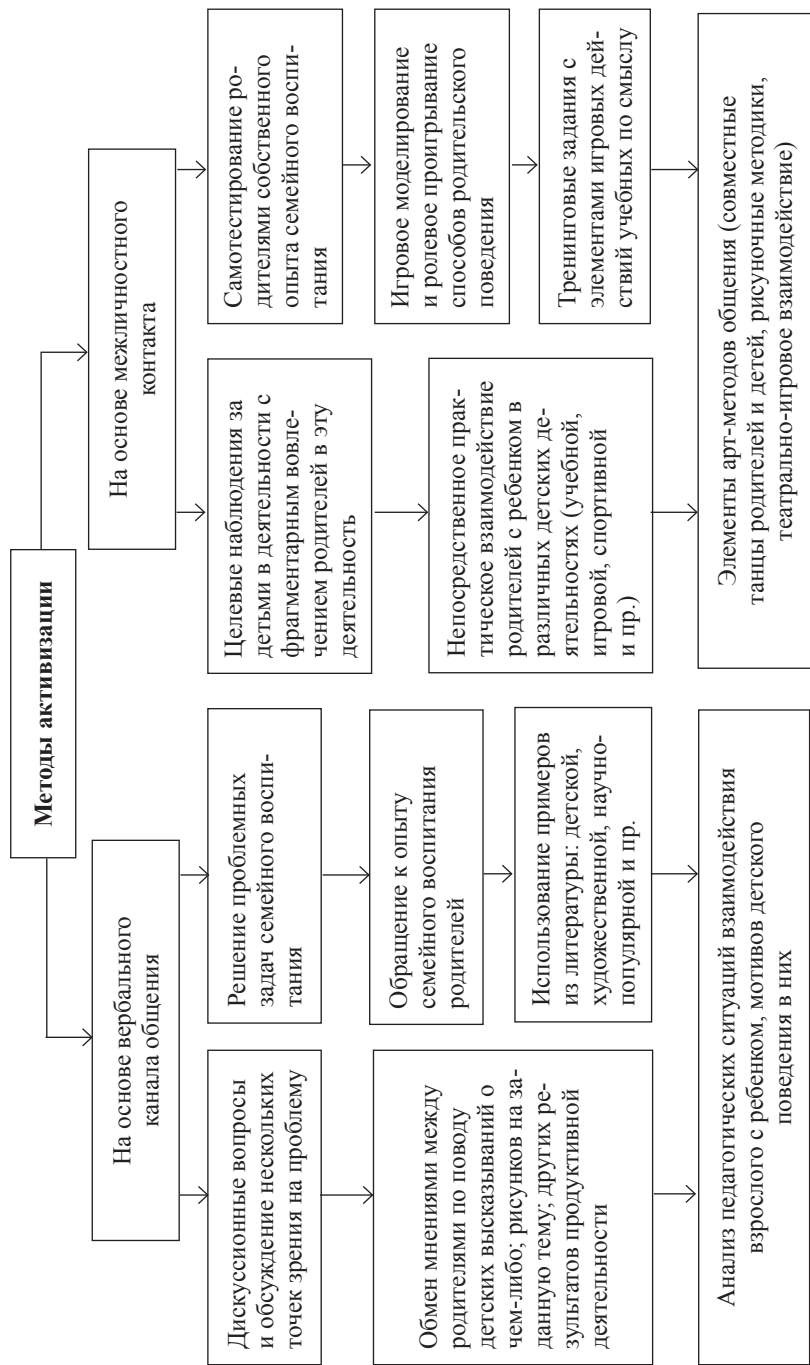 Методы активизации
На основе вербального
канала общения
Дискуссионные вопросы
и обсуждение нескольких
точек зрения на проблему
Обмен мнениями между
родителями по поводу
детских высказываний о
чем-либо; рисунков на за-
данную тему; других ре-
зультатов продуктивной
деятельности
Решение проблемных
задач семейного воспи-
тания
Обращение к опыту
семейного воспитания
родителей
Использование примеров
из литературы: детской,
художественной, научно-
популярной и пр.
Анализ педагогических ситуаций взаимодействия
взрослого с ребенком, мотивов детского
поведения в них
На основе межличностного
контакта
Целевые наблюдения за
детьми в деятельности с
фрагментарным вовле-
чением родителей в эту
деятельность
Непосредственное прак-
тическое взаимодействие
родителей с ребенком в
различных детских де-
ятельностях (учебной,
игровой, спортивной
и пр.)
Самотестирование ро-
дителями собственного
опыта семейного воспи-
тания
Игровое моделирование
и ролевое проигрывание
способов родительского
поведения
Тренинговые задания с
элементами игровых дей-
ствий учебных по смыслу
Элементы арт-методов общения (совместные
танцы родителей и детей, рисуночные методики,
театрально-игровое взаимодействие)